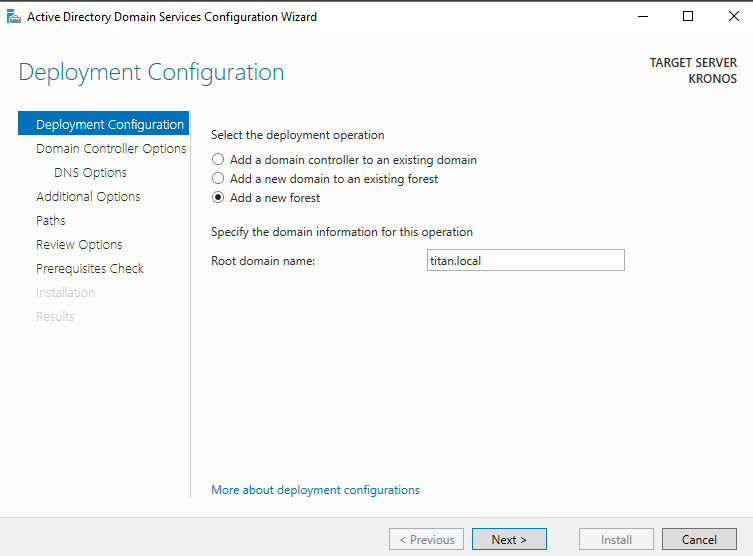 Active Directory Domain Services Configuration Wizard
Deployment Configuration
TARGET SERVER
KRONOS
Deployment Configuration
Domain Controller Options
DNS Options
Additional Options
Paths
Review Options
Prerequisites Check
Installation
Results
Select the deployment operation
Add a domain controller to an existing domain
Add a new domain to an existing forest
Add a new forest
Specify the domain information for this operation
Root domain name: titan.local
More about deployment configurations
< Previous Next > Install Cancel